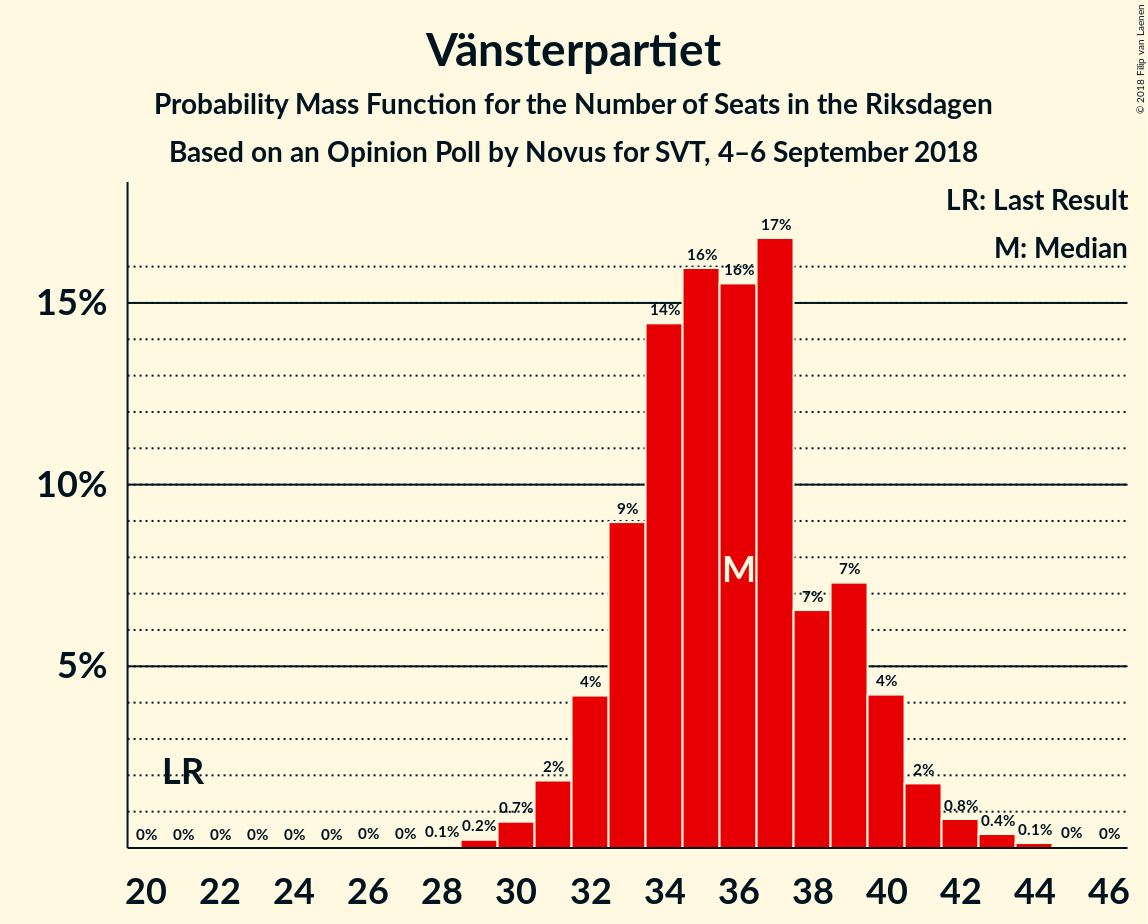 Vänsterpartiet
Probability Mass Function for the Number of Seats in the Riksdagen
Based on an Opinion Poll by Novus for SVT, 4–6 September 2018
© 2018 Filip van Laenen
LR: Last Result
M: Median
15%
10%
5%
0% 0% 0% 0% 0% 0% 0% 0% 0.1% 0.2% 0.7% 2% 4% 9% 14% 16% 16% 17% 7% 7% 4% 2% 0.8% 0.4% 0.1% 0% 0%
LR
M
20 22 24 26 28 30 32 34 36 38 40 42 44 46